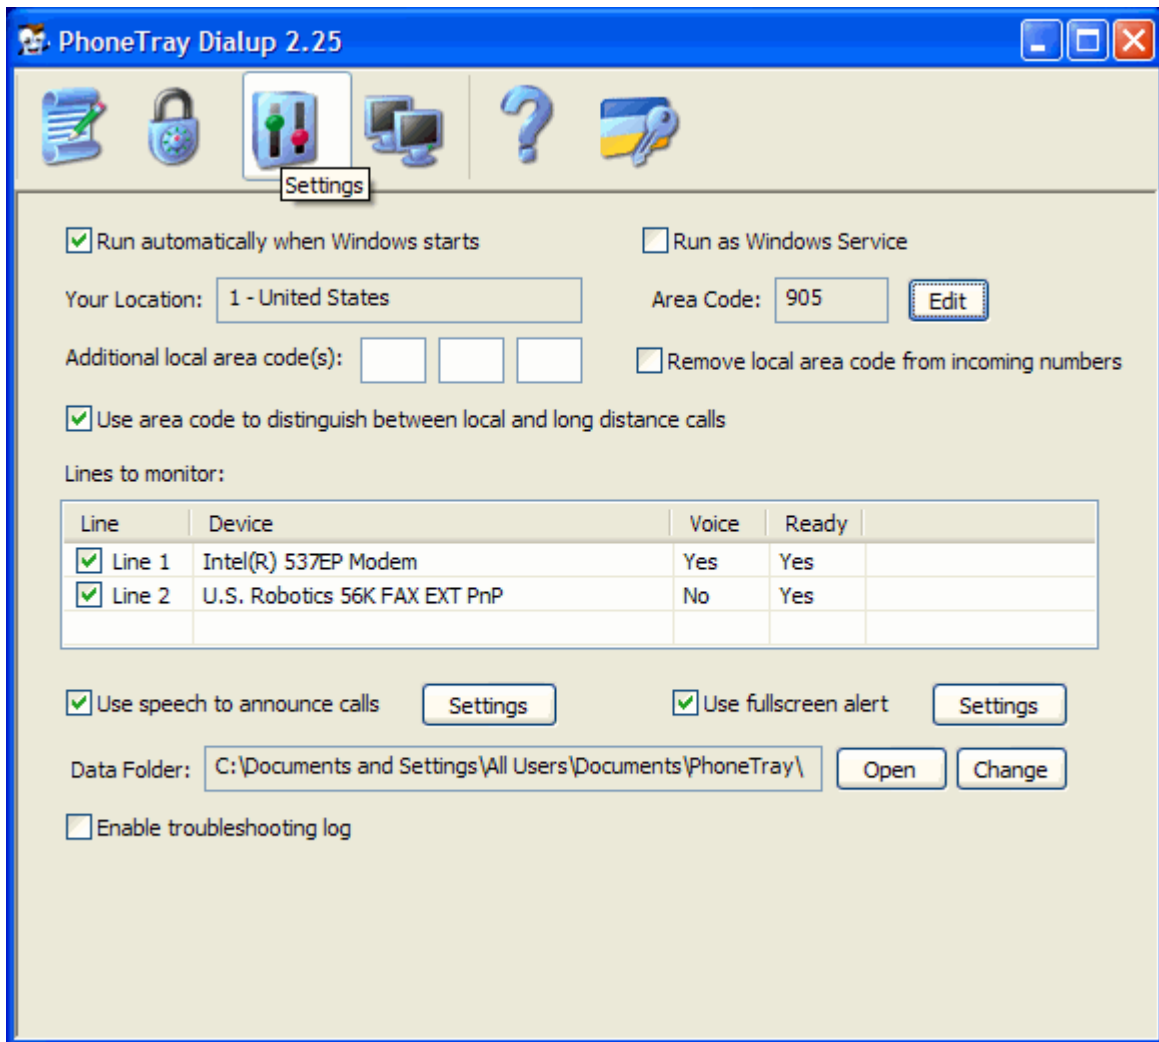 PhoneTray Dialup 2.25
Settings
Run automatically when Windows starts
Run as Windows Service
Your Location: 1 - United States
Area Code: 905 Edit
Additional local area code(s):
Remove local area code from incoming numbers
Use area code to distinguish between local and long distance calls
Lines to monitor:
Line Device Voice Ready
Line 1 Intel(R) 537EP Modem Yes Yes
Line 2 U.S. Robotics 56K FAX EXT PnP No Yes
Use speech to announce calls Settings
Use fullscreen alert Settings
Data Folder: C:\Documents and Settings\All Users\Documents\PhoneTray\ Open Change
Enable troubleshooting log